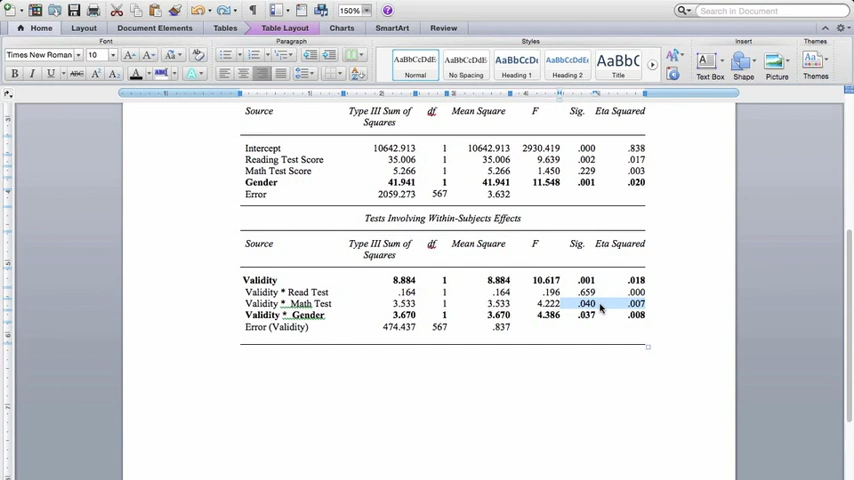 150%
Search in Document
Home Layout Document Elements Tables Table Layout Charts SmartArt Review
Font Paragraph Styles Insert Themes
Times New Roman 10
AaBbCcDdE AaBbCcDdE AaBbCcDc AaBbCcDdEe AaBbC
Normal No Spacing Heading 1 Heading 2 Title
Text Box Shape Picture Themes
Source Type III Sum of Squares df Mean Square F Sig. Eta Squared
Intercept 10642.913 1 10642.913 2930.419 .000 .838
Reading Test Score 35.006 1 35.006 9.639 .002 .017
Math Test Score 5.266 1 5.266 1.450 .229 .003
Gender 41.941 1 41.941 11.548 .001 .020
Error 2059.273 567 3.632
Tests Involving Within-Subjects Effects
Source Type III Sum of Squares df Mean Square F Sig. Eta Squared
Validity 8.884 1 8.884 10.617 .001 .018
Validity * Read Test .164 1 .164 .196 .659 .000
Validity * Math Test 3.533 1 3.533 4.222 .040 .007
Validity * Gender 3.670 1 3.670 4.386 .037 .008
Error (Validity) 474.437 567 .837